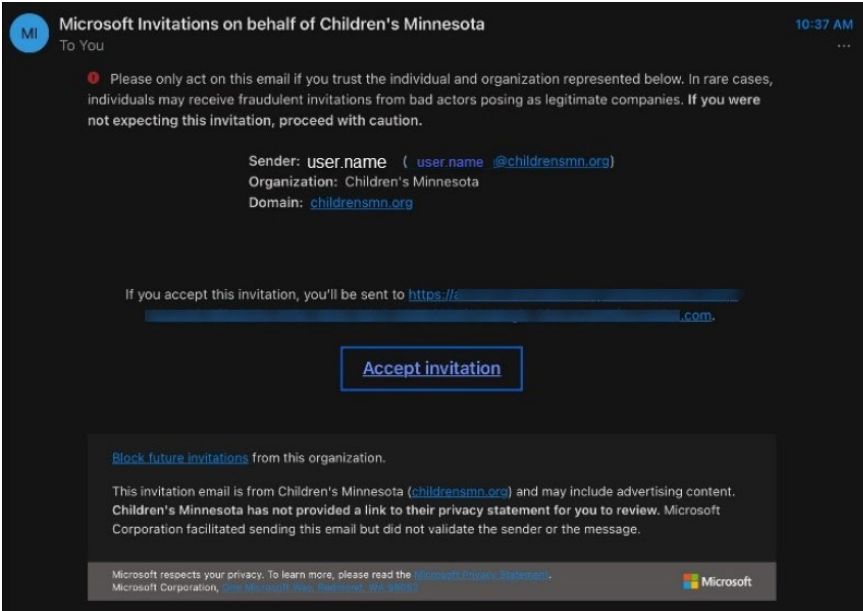 MI
Microsoft Invitations on behalf of Children's Minnesota
10:37 AM
To You
...
Please only act on this email if you trust the individual and organization represented below. In rare cases,
individuals may receive fraudulent invitations from bad actors posing as legitimate companies. If you were
not expecting this invitation, proceed with caution.
Sender: user.name ( user.name @childrensmn.org)
Organization: Children's Minnesota
Domain: childrensmn.org
If you accept this invitation, you'll be sent to https://
.com.
Accept invitation
Block future invitations from this organization.
This invitation email is from Children's Minnesota (childrensmn.org) and may include advertising content.
Children's Minnesota has not provided a link to their privacy statement for you to review. Microsoft
Corporation facilitated sending this email but did not validate the sender or the message.
Microsoft respects your privacy. To learn more, please read the Microsoft Privacy Statement.
Microsoft Corporation, One Microsoft Way, Redmond, WA 98052
Microsoft